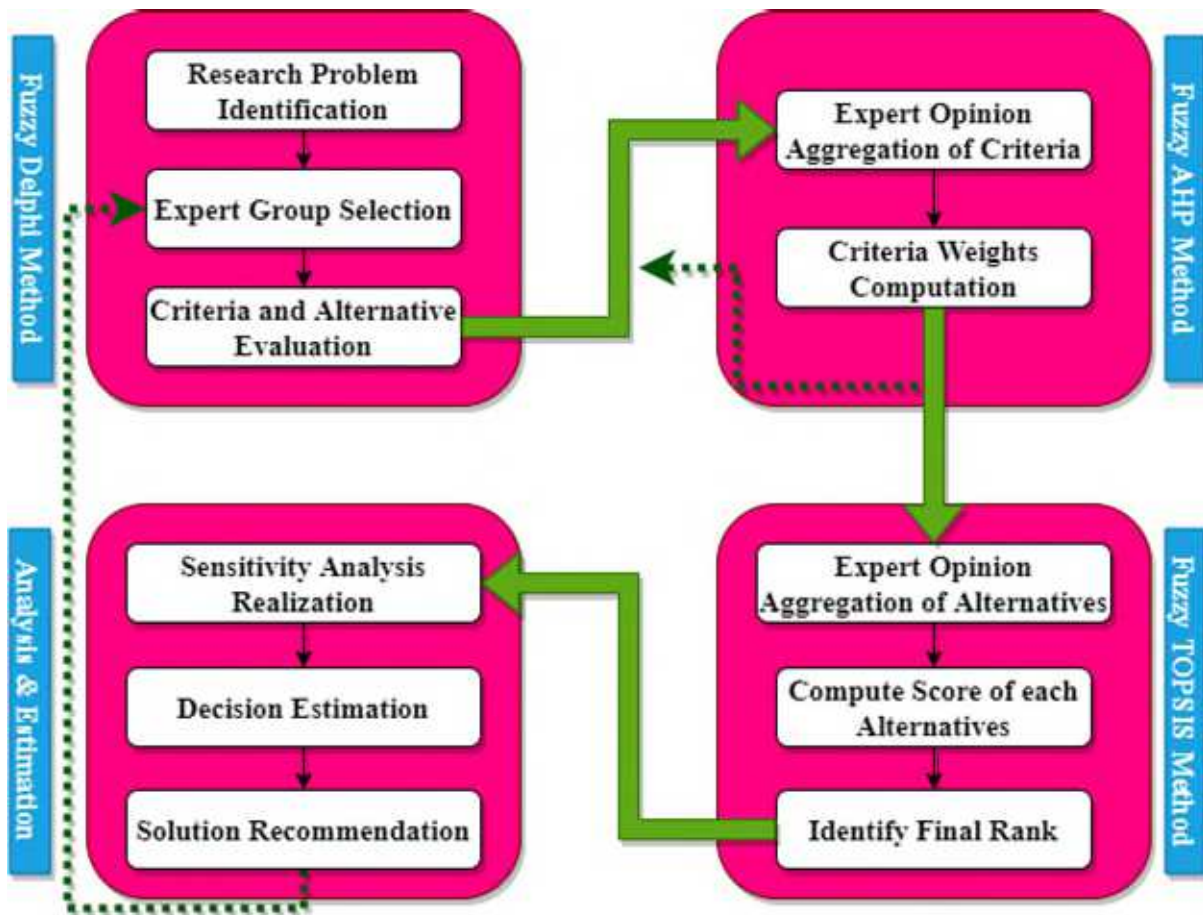 Fuzzy Delphi Method
Research Problem
Identification
Expert Group Selection
Criteria and Alternative
Evaluation
Fuzzy AHP Method
Expert Opinion
Aggregation of Criteria
Criteria Weights
Computation
Fuzzy TOPSIS Method
Expert Opinion
Aggregation of Alternatives
Compute Score of each
Alternatives
Identify Final Rank
Analysis & Estimation
Sensitivity Analysis
Realization
Decision Estimation
Solution Recommendation